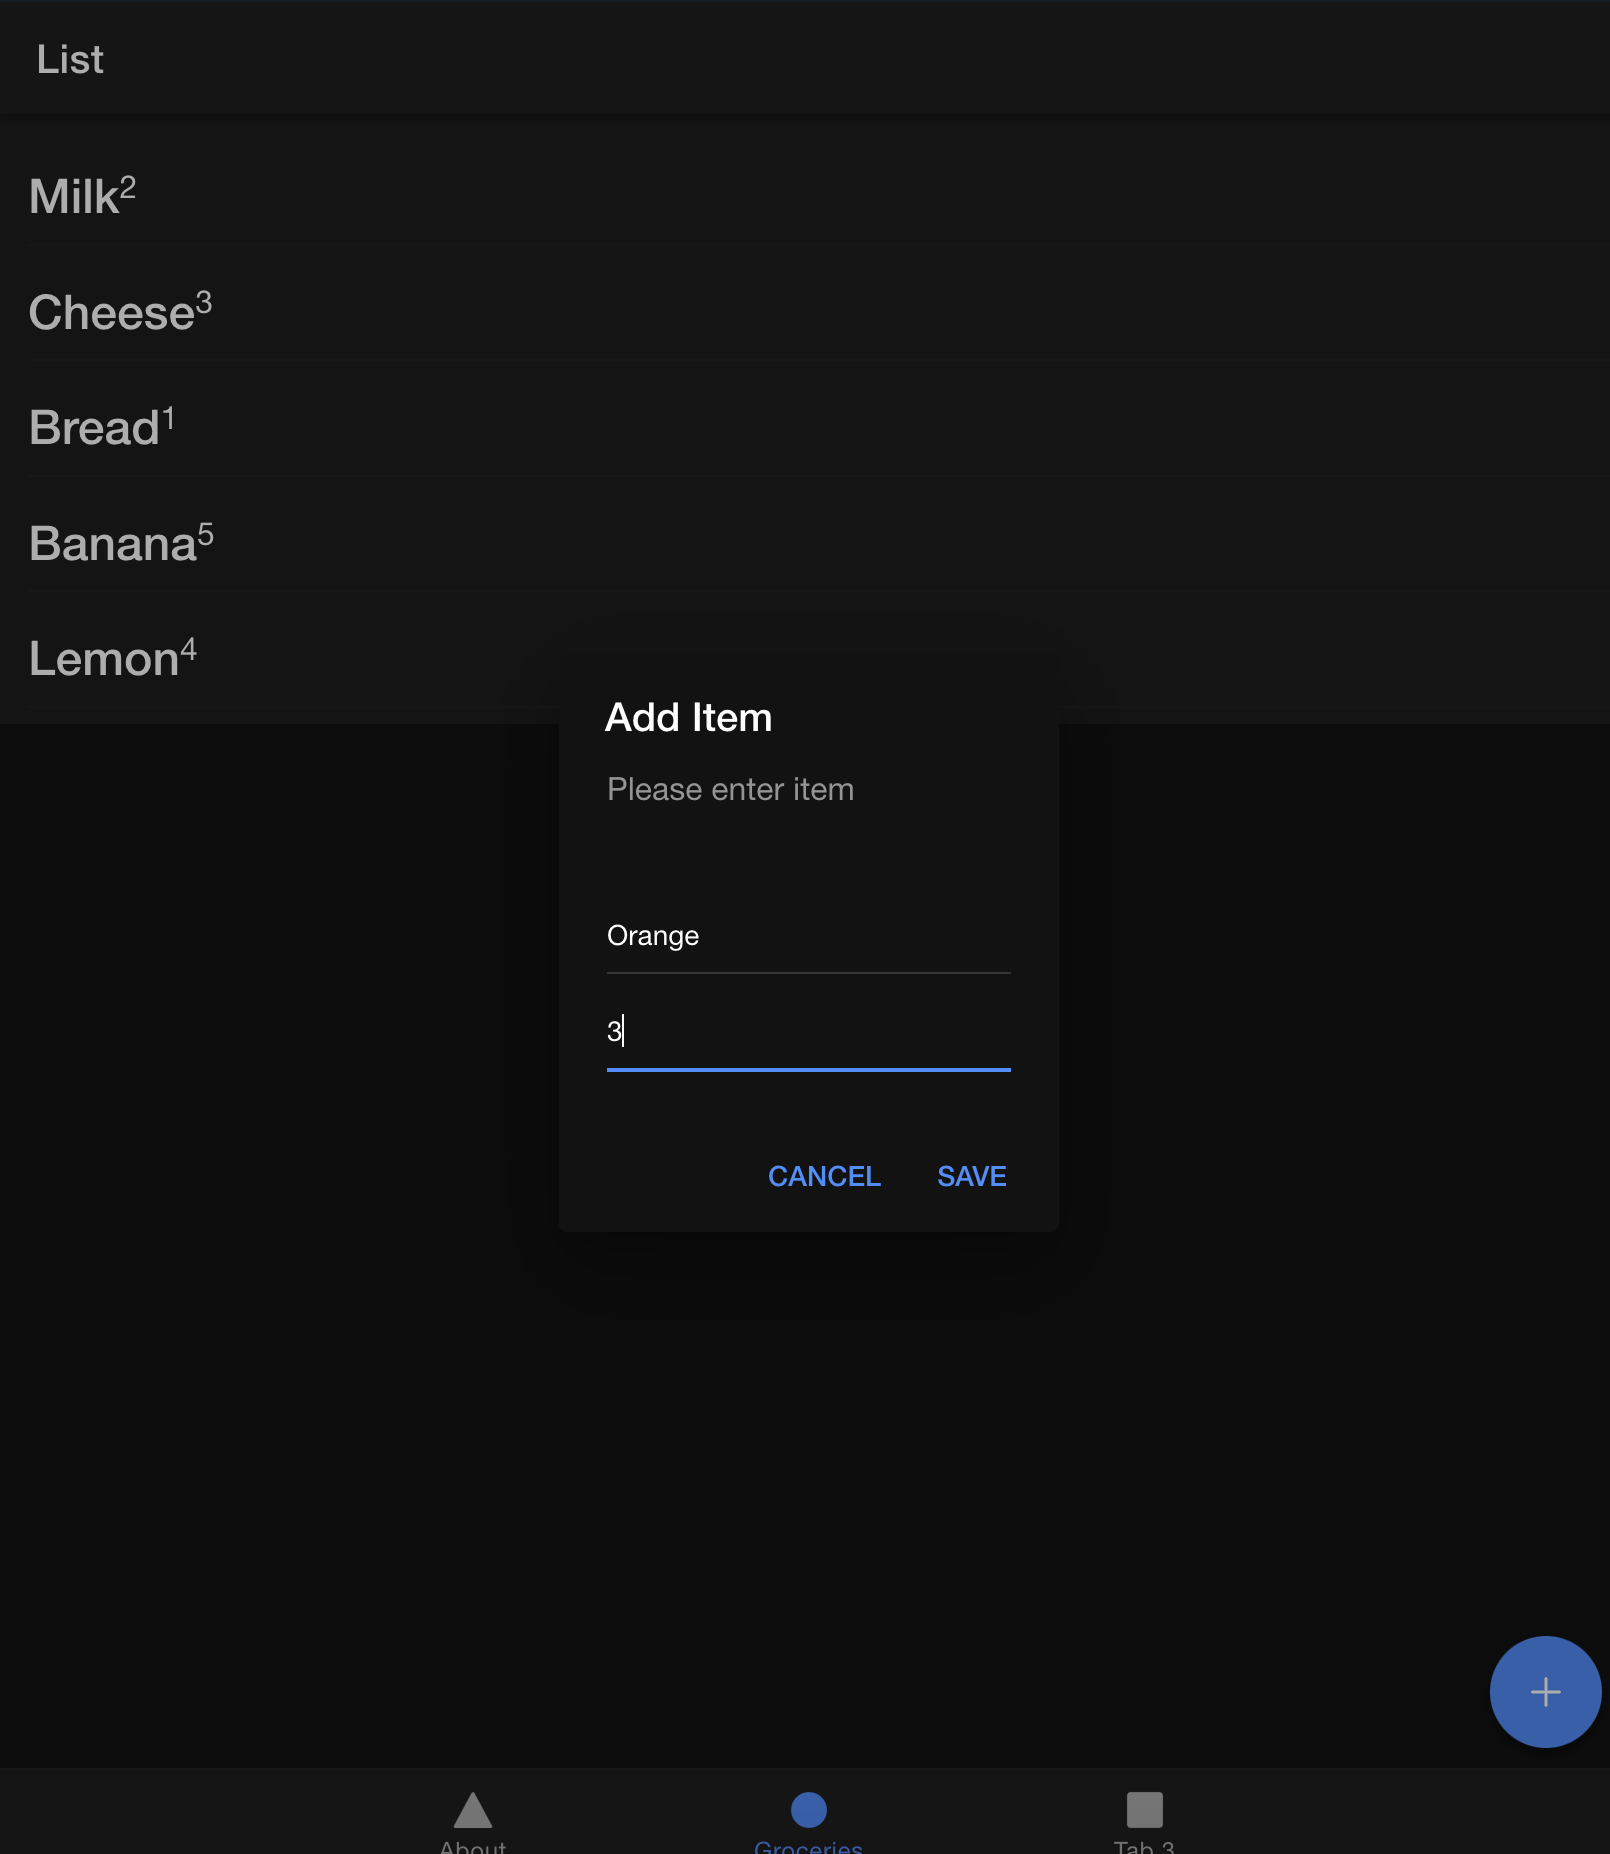 List
Milk²
Cheese³
Bread¹
Banana⁵
Lemon⁴
Add Item
Please enter item
Orange
3
CANCEL SAVE
About Groceries Tab 3